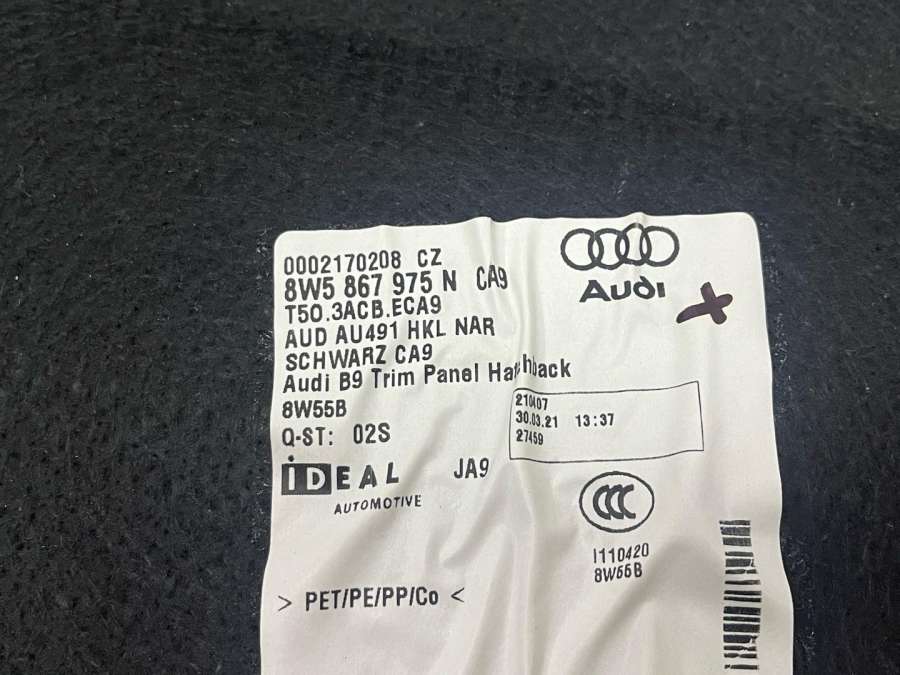 0002170208 CZ
8W5 867 975 N CA9
T50.3ACB.ECA9
AUD AU491 HKL NAR
SCHWARZ CA9
Audi B9 Trim Panel Hatchback
8W55B
Q-ST: 02S
iDEAL JA9
AUTOMOTIVE
Audi
210407
30.03.21 13:37
27459
CCC
I110420
8W55B
> PET/PE/PP/Co <